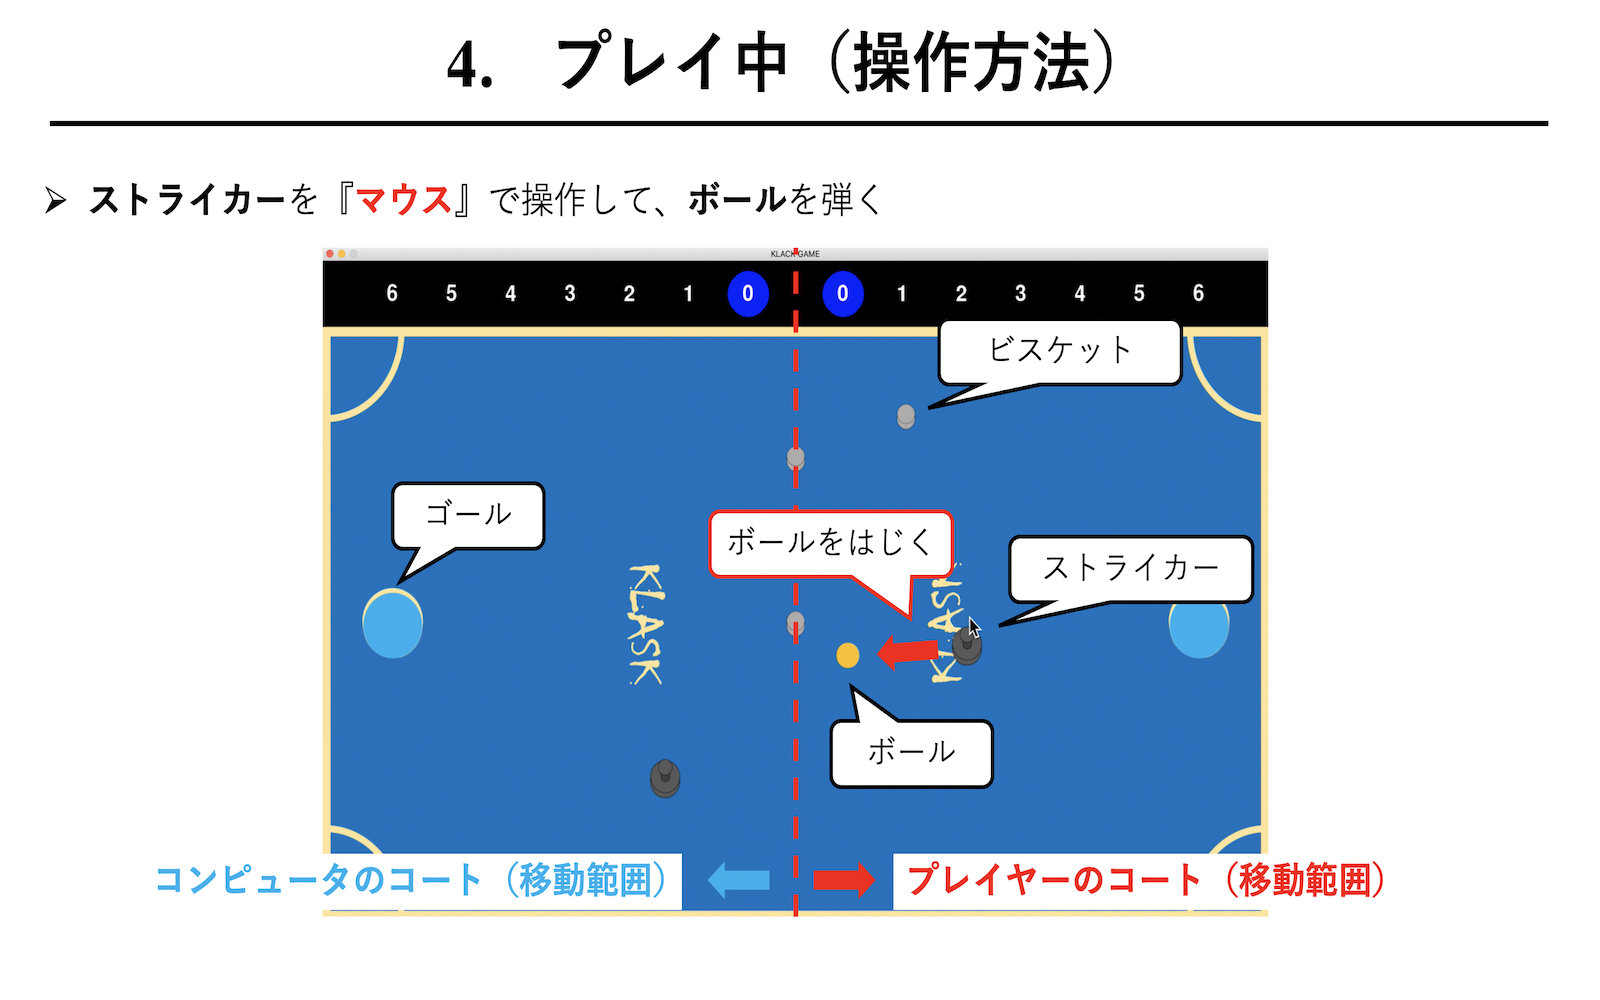 4. プレイ中（操作方法）
➢ ストライカーを『マウス』で操作して、ボールを弾く
KLACK GAME
6 5 4 3 2 1 0 0 1 2 3 4 5 6
ビスケット
ゴール
ボールをはじく
ストライカー
KLASK
KLASK
ボール
コンピュータのコート（移動範囲）
プレイヤーのコート（移動範囲）